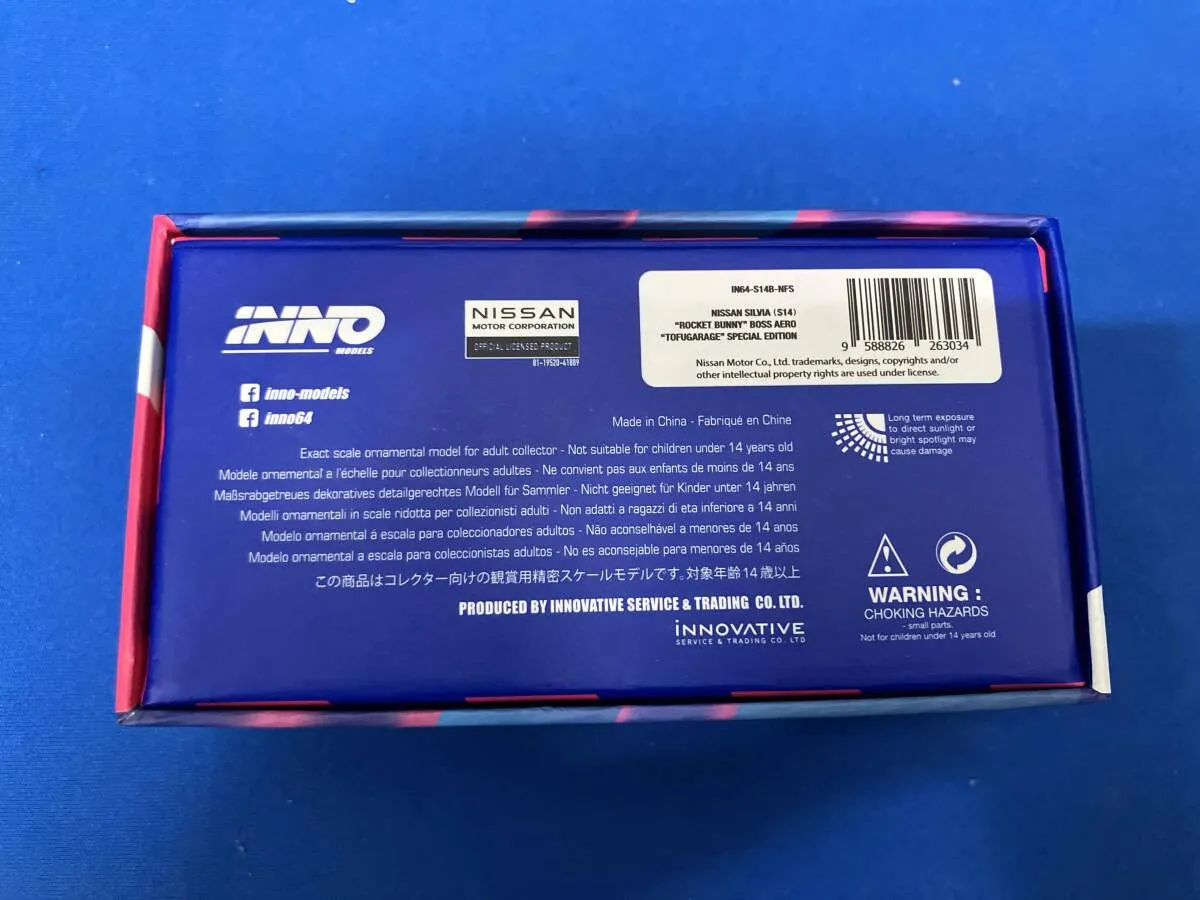 INNO
MODELS
inno-models
inno64
NISSAN
MOTOR CORPORATION
OFFICIAL LICENSED PRODUCT
81-19520-41889
IN64-S14B-NFS
NISSAN SILVIA (S14)
"ROCKET BUNNY" BOSS AERO
"TOFUGARAGE" SPECIAL EDITION
9 588826 263034
Nissan Motor Co., Ltd. trademarks, designs, copyrights and/or
other intellectual property rights are used under license.
Made in China - Fabriqué en Chine
Exact scale ornamental model for adult collector - Not suitable for children under 14 years old
Modele ornemental a l'échelle pour collectionneurs adultes - Ne convient pas aux enfants de moins de 14 ans
Maßsrabgetreues dekoratives detailgerechtes Modell für Sammler - Nicht geeignet für Kinder unter 14 jahren
Modelli ornamentali in scale ridotta per collezionisti adulti - Non adatti a ragazzi di eta inferiore a 14 anni
Modelo ornamental á escala para coleccionadores adultos - Não aconselhável a menores de 14 anos
Modelo ornamental a escala para coleccionistas adultos - No es aconsejable para menores de 14 años
この商品はコレクター向けの観賞用精密スケールモデルです。対象年齢14歳以上
PRODUCED BY INNOVATIVE SERVICE & TRADING CO. LTD.
INNOVATIVE
SERVICE & TRADING CO. LTD
Long term exposure
to direct sunlight or
bright spotlight may
cause damage
WARNING :
CHOKING HAZARDS
- small parts.
Not for children under 14 years old